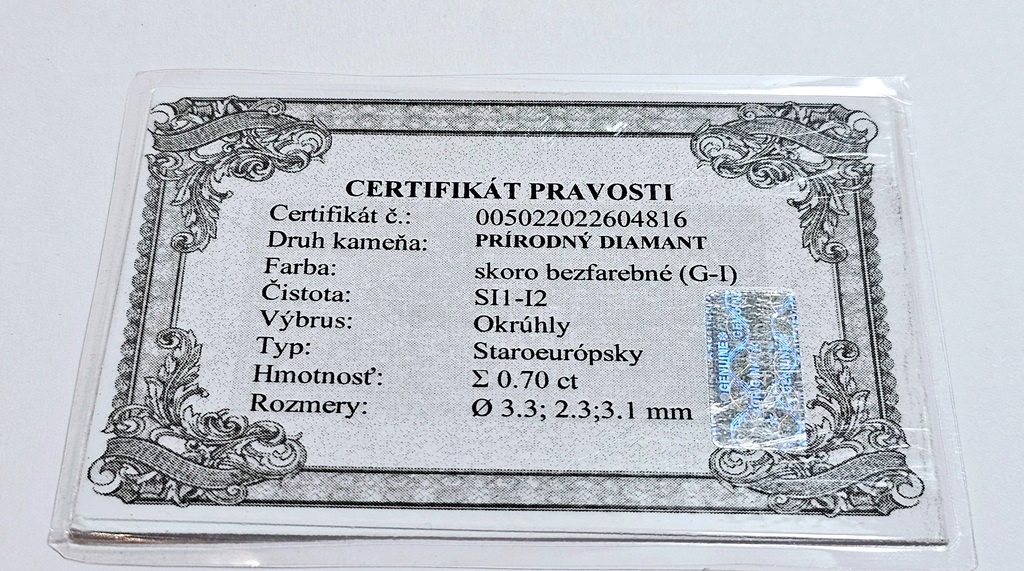 CERTIFIKÁT PRAVOSTI
Certifikát č.: 005022022604816
Druh kameňa: PRÍRODNÝ DIAMANT
Farba: skoro bezfarebné (G-I)
Čistota: SI1-I2
Výbrus: Okrúhly
Typ: Staroeurópsky
Hmotnosť: Σ 0.70 ct
Rozmery: Ø 3.3; 2.3;3.1 mm
GENUINE